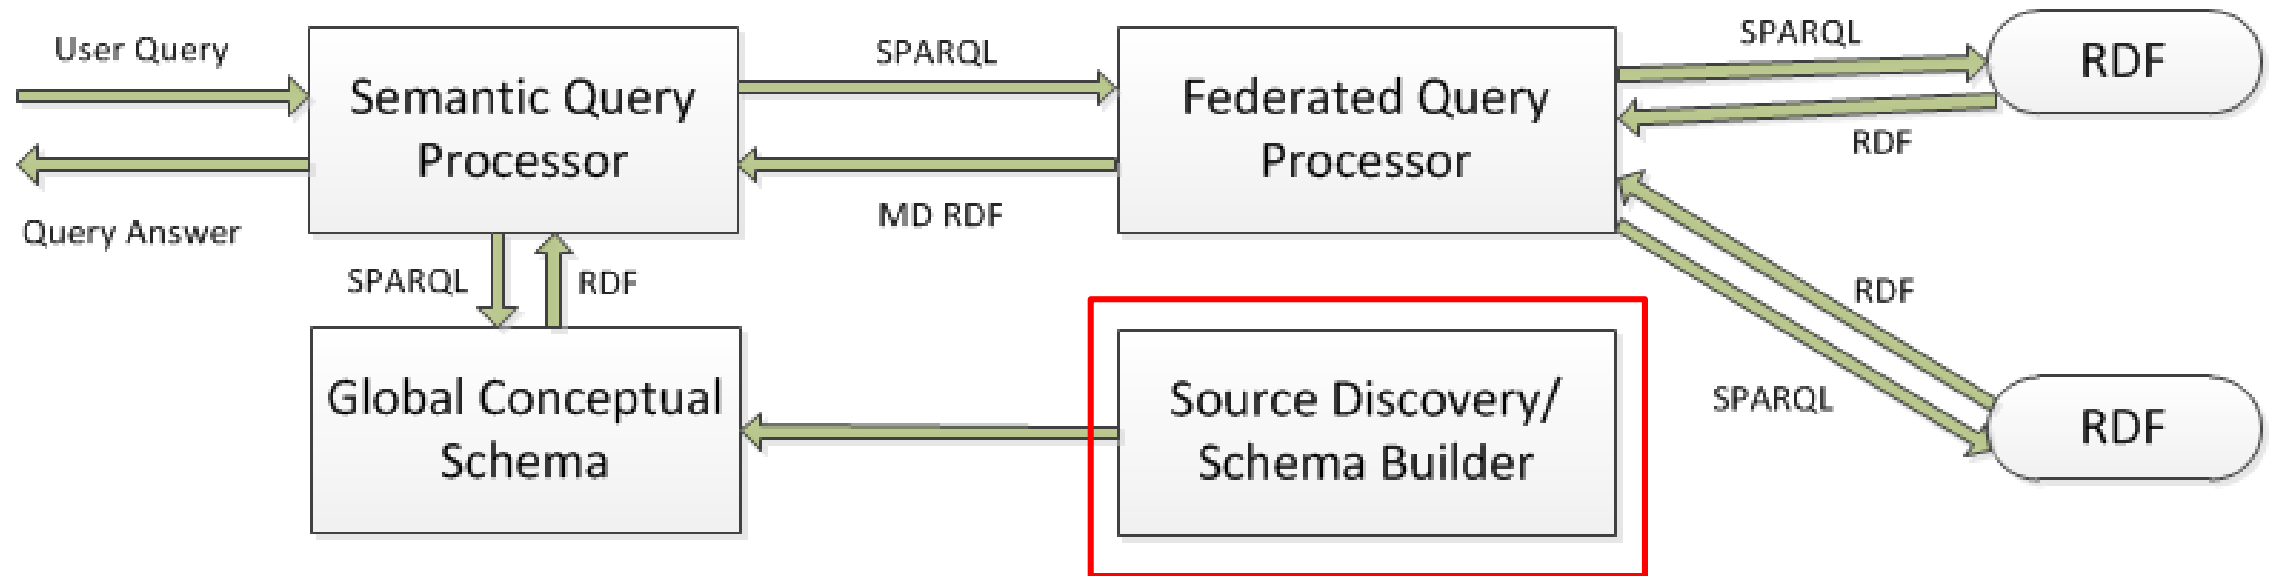 User Query
Query Answer
Semantic Query
Processor
SPARQL
MD RDF
Federated Query
Processor
SPARQL
RDF
RDF
SPARQL
RDF
Global Conceptual
Schema
Source Discovery/
Schema Builder
RDF
SPARQL
RDF